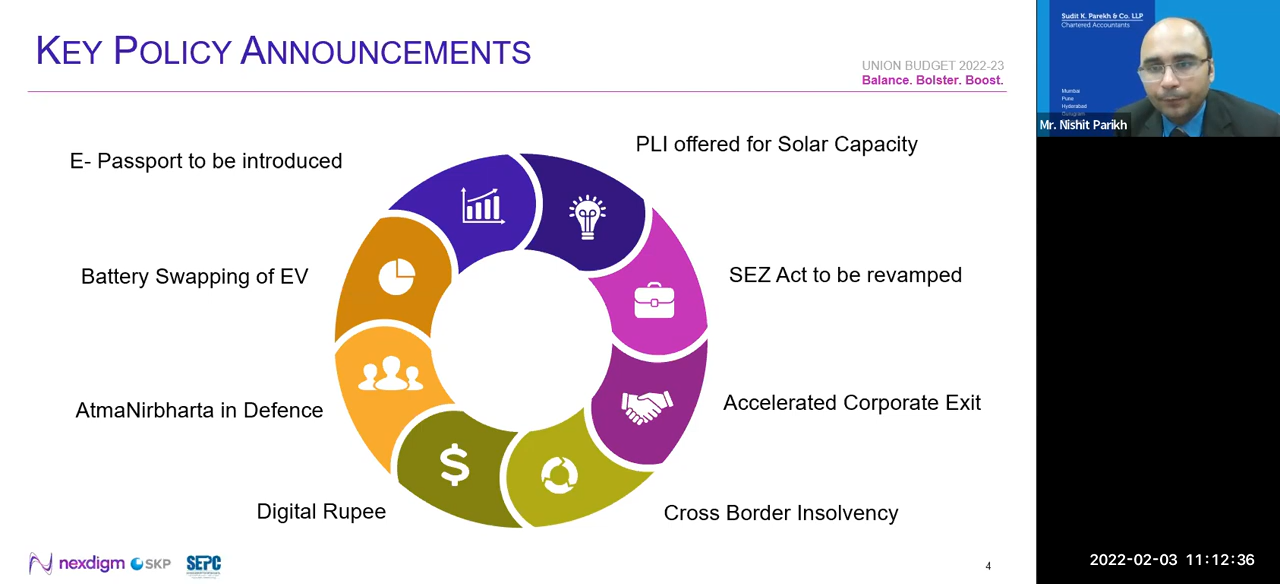 KEY POLICY ANNOUNCEMENTS
UNION BUDGET 2022-23
Balance. Bolster. Boost.
E- Passport to be introduced
PLI offered for Solar Capacity
Battery Swapping of EV
SEZ Act to be revamped
AtmaNirbharta in Defence
Accelerated Corporate Exit
Digital Rupee
Cross Border Insolvency
nexdigm SKP SEPC
4
Sudit K. Parekh & Co. LLP
Chartered Accountants
Mumbai
Pune
Hyderabad
Mr. Nishit Parikh
2022-02-03 11:12:36